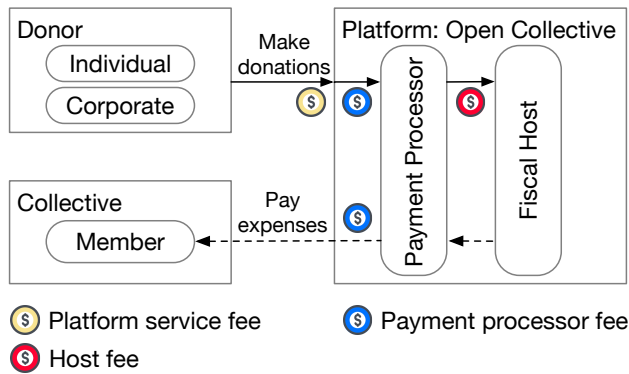 Donor
Individual
Corporate
Make
donations
Platform: Open Collective
$
$
$
Payment Processor
Fiscal Host
Collective
Member
Pay
expenses
$
$ Platform service fee
$ Payment processor fee
$ Host fee